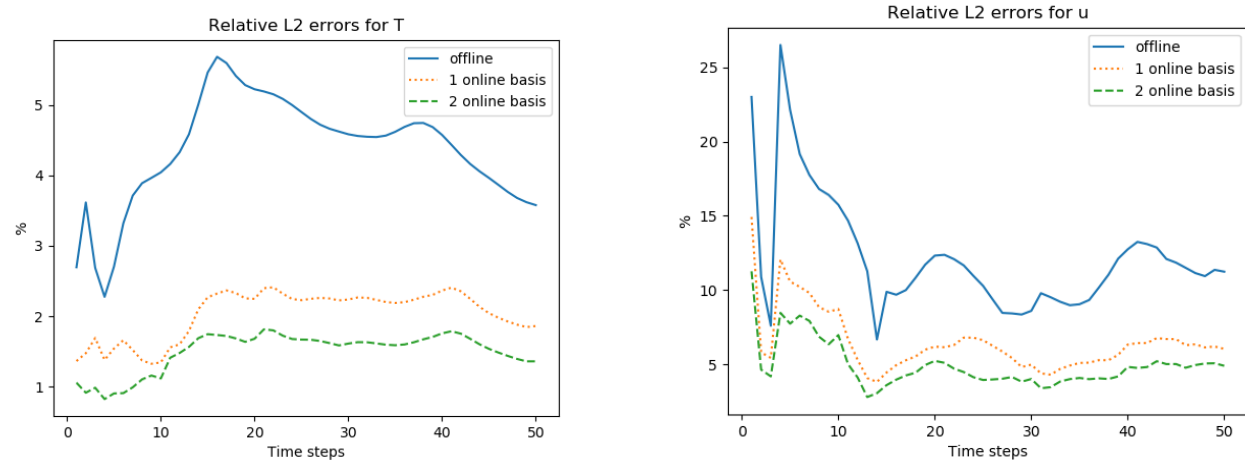 Relative L2 errors for T
offline
1 online basis
2 online basis
5
4
3
2
1
%
0
10
20
30
40
50
Time steps
Relative L2 errors for u
offline
1 online basis
2 online basis
25
20
15
10
5
%
0
10
20
30
40
50
Time steps